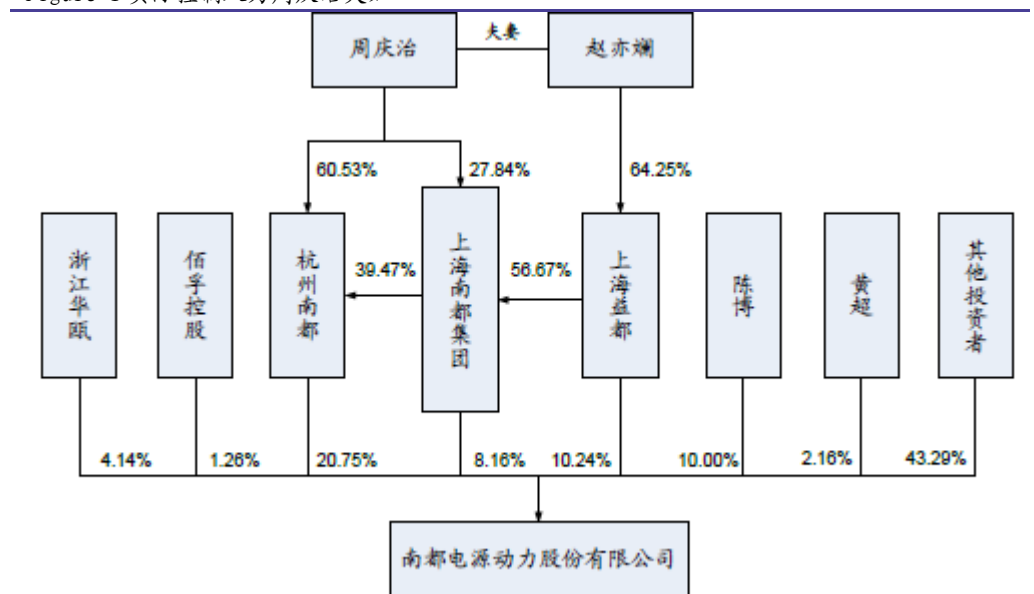 周庆治
夫妻
赵亦斓
60.53%
27.84%
64.25%
浙江华瓯
佰孚控股
杭州南都
39.47%
上海南都集团
56.67%
上海益都
陈博
黄超
其他投资者
4.14%
1.26%
20.75%
8.16%
10.24%
10.00%
2.16%
43.29%
南都电源动力股份有限公司